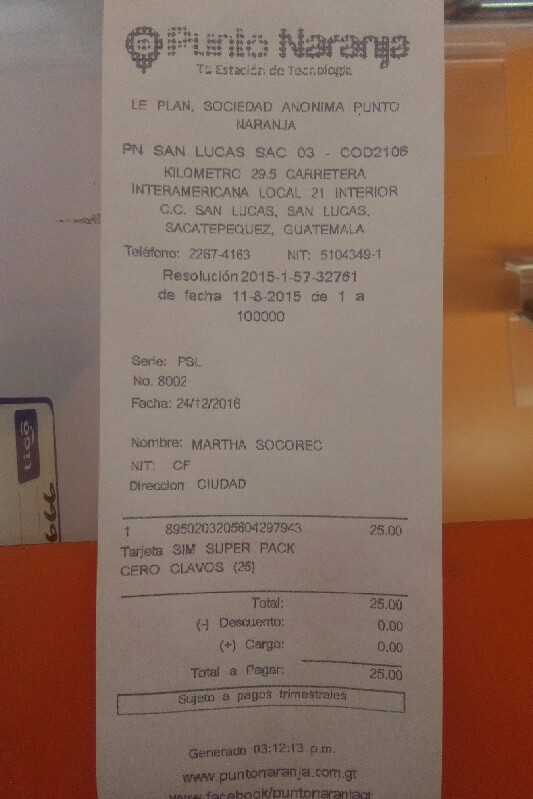 Punto Naranja
TG Estación de Tecnología
LE PLAN, SOCIEDAD ANONIMA PUNTO
NARANJA
PN SAN LUCAS SAC 03 - COD2106
KILOMETRO 29.5 CARRETERA
INTERAMERICANA LOCAL 21 INTERIOR
C.C. SAN LUCAS, SAN LUCAS,
SACATEPEQUEZ, GUATEMALA
Teléfono: 2267-4163 NIT: 5104349-1
Resolución 2015-1-57-32761
de fecha 11-8-2015 de 1 a
100000
Serie: PSL
No. 8002
Fecha: 24/12/2016
Nombre: MARTHA SOCOREC
NIT: CF
Direccion CIUDAD
1 8950203205604297943 25.00
Tarjeta SIM SUPER PACK
CERO CLAVOS (25)
Total: 25.00
(-) Descuento: 0.00
(+) Cargo: 0.00
Total a Pagar: 25.00
Sujeto a pagos trimestrales
Generado 03:12:13 p.m.
www.puntonaranja.com.gt
www.facebook/puntonaranjagt
tigo
666